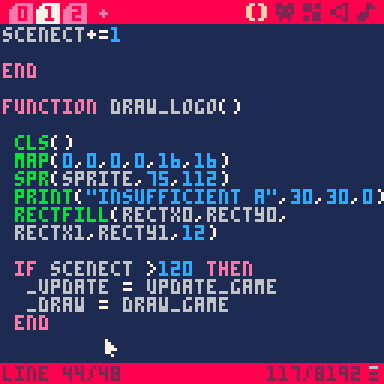 0 1 2 +
SCENECT+=1
END
FUNCTION DRAW_LOGO()
CLS()
MAP(0,0,0,0,16,16)
SPR(SPRITE,75,112)
PRINT("INSUFFICIENT A",30,30,0)
RECTFILL(RECTX0,RECTY0,
RECTX1,RECTY1,12)
IF SCENECT >120 THEN
_UPDATE = UPDATE_GAME
_DRAW = DRAW_GAME
END
LINE 44/48 117/8192